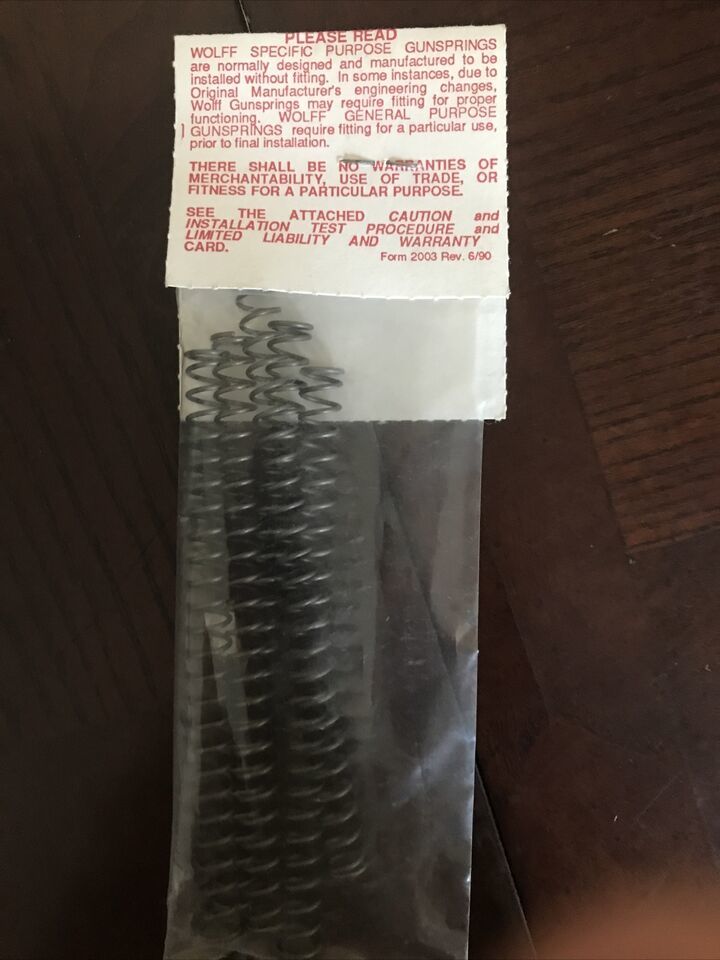 PLEASE READ
WOLFF SPECIFIC PURPOSE GUNSPRINGS
are normally designed and manufactured to be
installed without fitting. In some instances, due to
Original Manufacturer's engineering changes,
Wolff Gunsprings may require fitting for proper
functioning. WOLFF GENERAL PURPOSE
GUNSPRINGS require fitting for a particular use,
prior to final installation.
THERE SHALL BE NO WARRANTIES OF
MERCHANTABILITY, USE OF TRADE, OR
FITNESS FOR A PARTICULAR PURPOSE.
SEE THE ATTACHED CAUTION and
INSTALLATION TEST PROCEDURE and
LIMITED LIABILITY AND WARRANTY
CARD.
Form 2003 Rev. 6/90